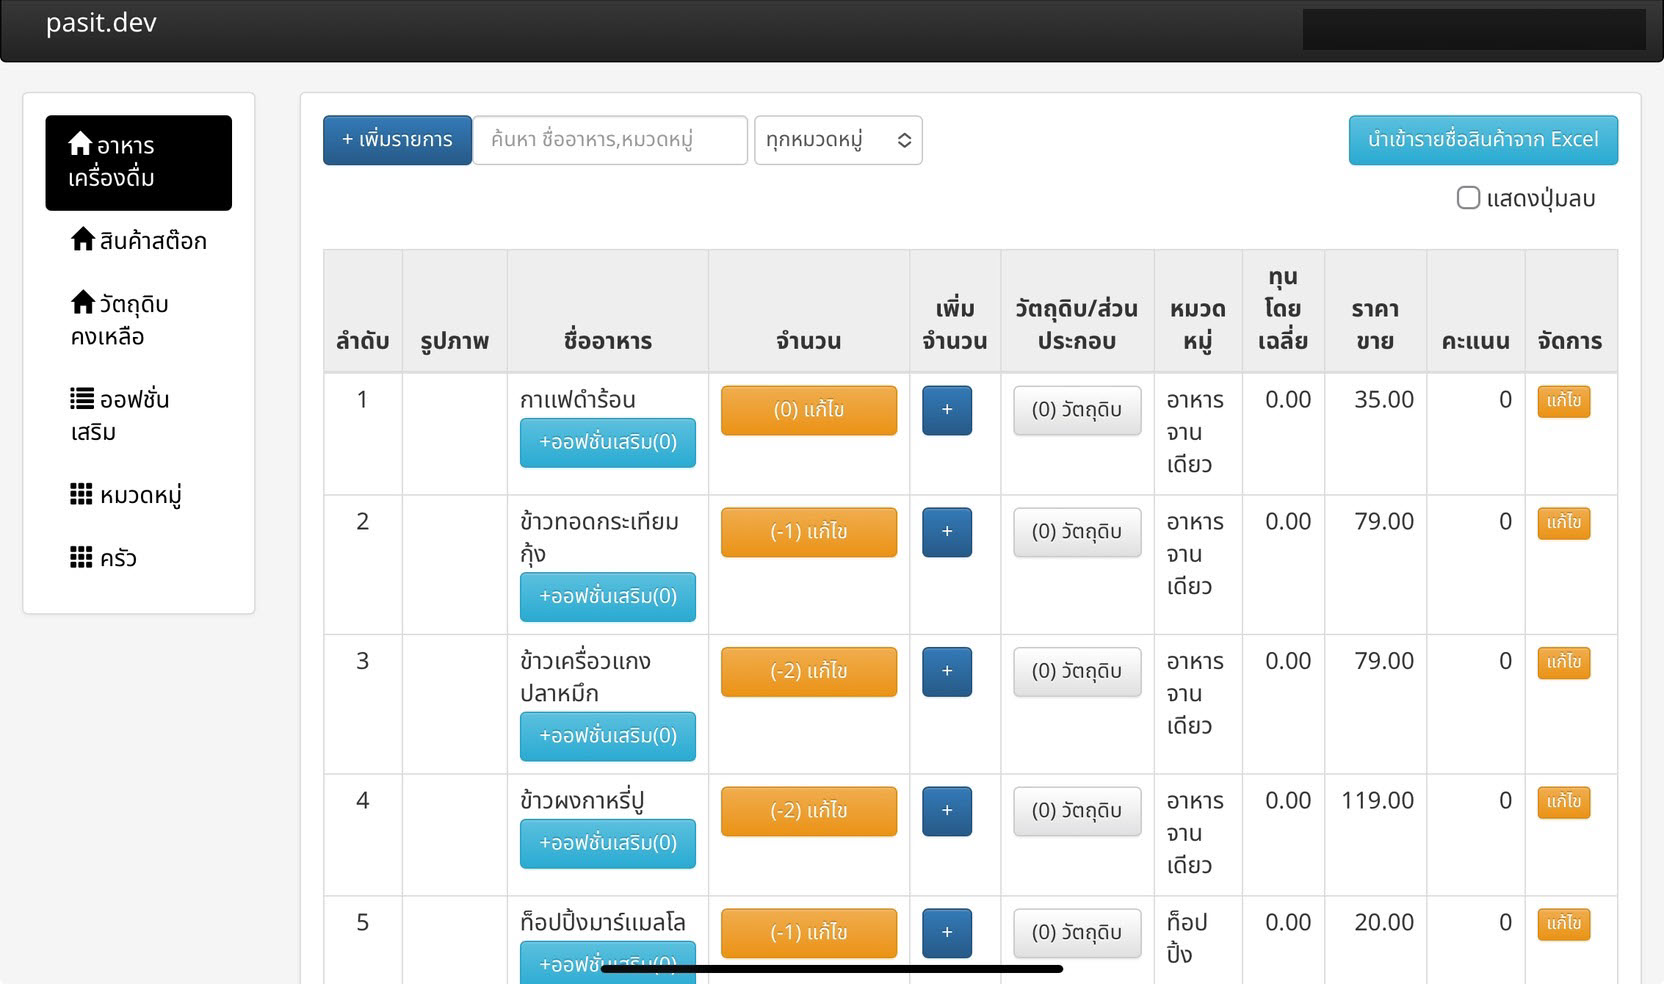 pasit.dev
อาหาร
เครื่องดื่ม
สินค้าสต๊อก
วัตถุดิบ
คงเหลือ
ออฟชั่น
เสริม
หมวดหมู่
ครัว
+ เพิ่มรายการ
ค้นหา ชื่ออาหาร,หมวดหมู่
ทุกหมวดหมู่
นำเข้ารายชื่อสินค้าจาก Excel
แสดงปุ่มลบ
ลำดับ
รูปภาพ
ชื่ออาหาร
จำนวน
เพิ่ม
จำนวน
วัตถุดิบ/ส่วน
ประกอบ
หมวด
หมู่
ทุน
โดย
เฉลี่ย
ราคา
ขาย
คะแนน
จัดการ
1
กาแฟดำร้อน
+ออฟชั่นเสริม(0)
(0) แก้ไข
+
(0) วัตถุดิบ
อาหาร
จาน
เดียว
0.00
35.00
0
แก้ไข
2
ข้าวทอดกระเทียม
กุ้ง
+ออฟชั่นเสริม(0)
(-1) แก้ไข
+
(0) วัตถุดิบ
อาหาร
จาน
เดียว
0.00
79.00
0
แก้ไข
3
ข้าวเครื่อวแกง
ปลาหมึก
+ออฟชั่นเสริม(0)
(-2) แก้ไข
+
(0) วัตถุดิบ
อาหาร
จาน
เดียว
0.00
79.00
0
แก้ไข
4
ข้าวผงกาหรี่ปู
+ออฟชั่นเสริม(0)
(-2) แก้ไข
+
(0) วัตถุดิบ
อาหาร
จาน
เดียว
0.00
119.00
0
แก้ไข
5
ท็อปปิ้งมาร์แมลโล
+ออฟชั่นเสริม(0)
(-1) แก้ไข
+
(0) วัตถุดิบ
ท็อป
ปิ้ง
0.00
20.00
0
แก้ไข